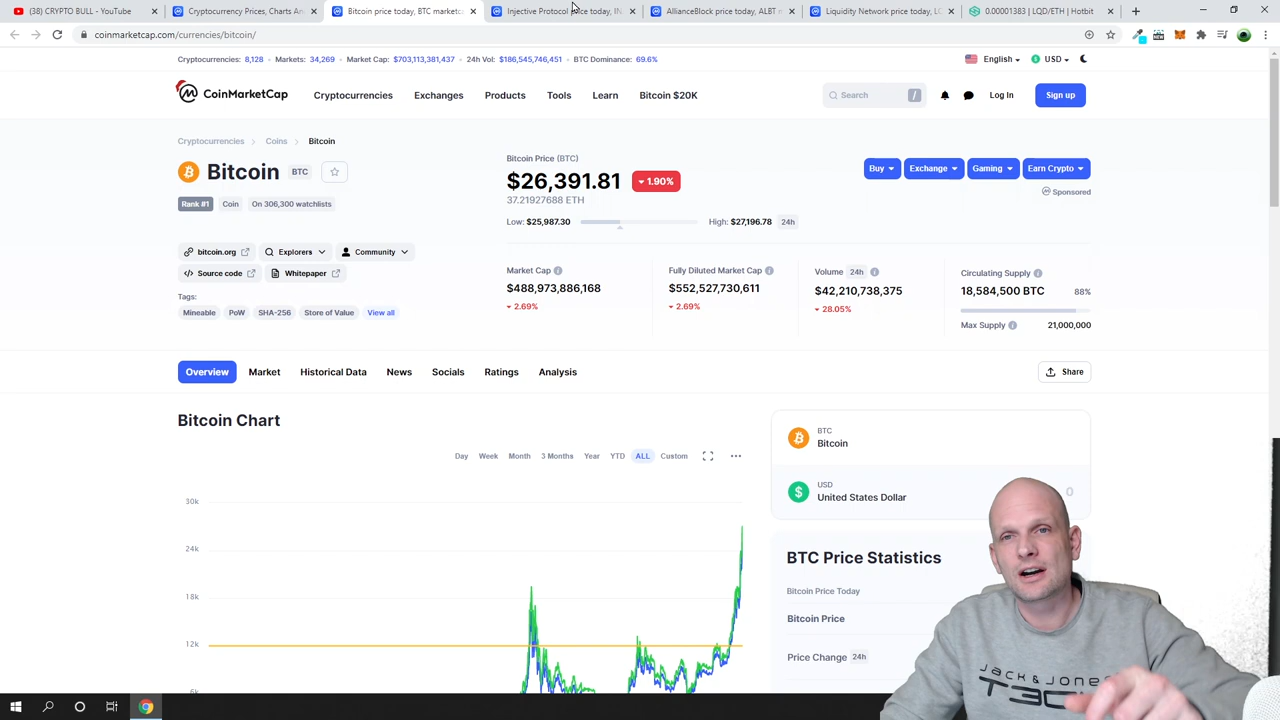 (38) CRYPTO BULL - YouTube
Cryptocurrency Prices, Charts An
Bitcoin price today, BTC marketc
Injective Protocol price today, IN
AllianceBlock price today, ALBT m
Liquidity Network price today, LC
0.00001383 | LQD/ETH | Hotbit
coinmarketcap.com/currencies/bitcoin/
Cryptocurrencies: 8,128 Markets: 34,269 Market Cap: $703,113,381,437 24h Vol: $186,545,746,451 BTC Dominance: 69.6%
English USD
CoinMarketCap
Cryptocurrencies Exchanges Products Tools Learn Bitcoin $20K
Search / Log In Sign up
Cryptocurrencies Coins Bitcoin
Bitcoin BTC
Rank #1 Coin On 306,300 watchlists
Bitcoin Price (BTC)
$26,391.81 1.90%
37.21927688 ETH
Low: $25,987.30 High: $27,196.78 24h
Buy Exchange Gaming Earn Crypto
Sponsored
bitcoin.org Explorers Community
Source code Whitepaper
Tags:
Mineable PoW SHA-256 Store of Value View all
Market Cap
$488,973,886,168
2.69%
Fully Diluted Market Cap
$552,527,730,611
2.69%
Volume 24h
$42,210,738,375
28.05%
Circulating Supply
18,584,500 BTC 88%
Max Supply 21,000,000
Overview Market Historical Data News Socials Ratings Analysis
Share
Bitcoin Chart
Day Week Month 3 Months Year YTD ALL Custom
30k
24k
18k
12k
6k
BTC
Bitcoin
USD
United States Dollar
0
BTC Price Statistics
Bitcoin Price Today
Bitcoin Price
Price Change 24h
JACK & JONES